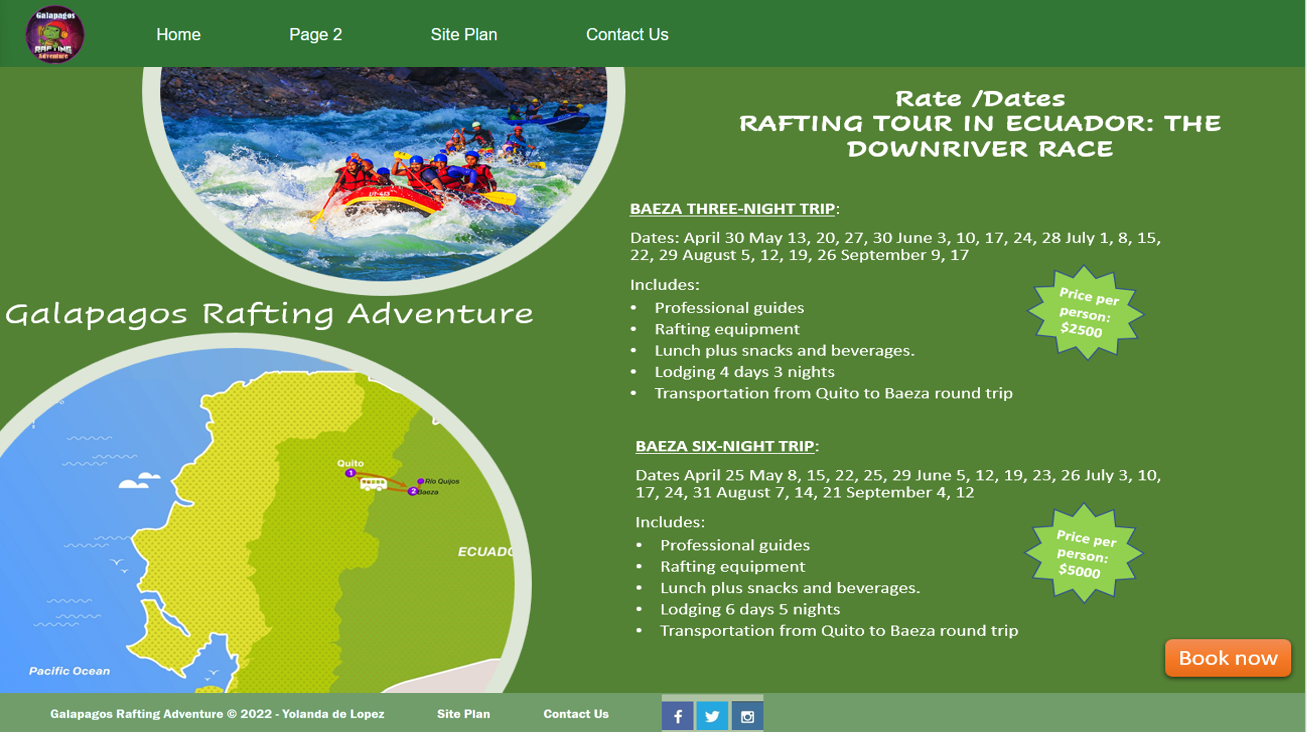 Galapagos
RAFTING
Adventure
Home
Page 2
Site Plan
Contact Us
Rate /Dates
RAFTING TOUR IN ECUADOR: THE
DOWNRIVER RACE
BAEZA THREE-NIGHT TRIP:
Dates: April 30 May 13, 20, 27, 30 June 3, 10, 17, 24, 28 July 1, 8, 15,
22, 29 August 5, 12, 19, 26 September 9, 17
Includes:
• Professional guides
• Rafting equipment
• Lunch plus snacks and beverages.
• Lodging 4 days 3 nights
• Transportation from Quito to Baeza round trip
Price per
person:
$2500
Galapagos Rafting Adventure
Quito
1
Río Quijos
2
Baeza
ECUADO
Pacific Ocean
BAEZA SIX-NIGHT TRIP:
Dates April 25 May 8, 15, 22, 25, 29 June 5, 12, 19, 23, 26 July 3, 10,
17, 24, 31 August 7, 14, 21 September 4, 12
Includes:
• Professional guides
• Rafting equipment
• Lunch plus snacks and beverages.
• Lodging 6 days 5 nights
• Transportation from Quito to Baeza round trip
Price per
person:
$5000
Book now
Galapagos Rafting Adventure © 2022 - Yolanda de Lopez
Site Plan
Contact Us